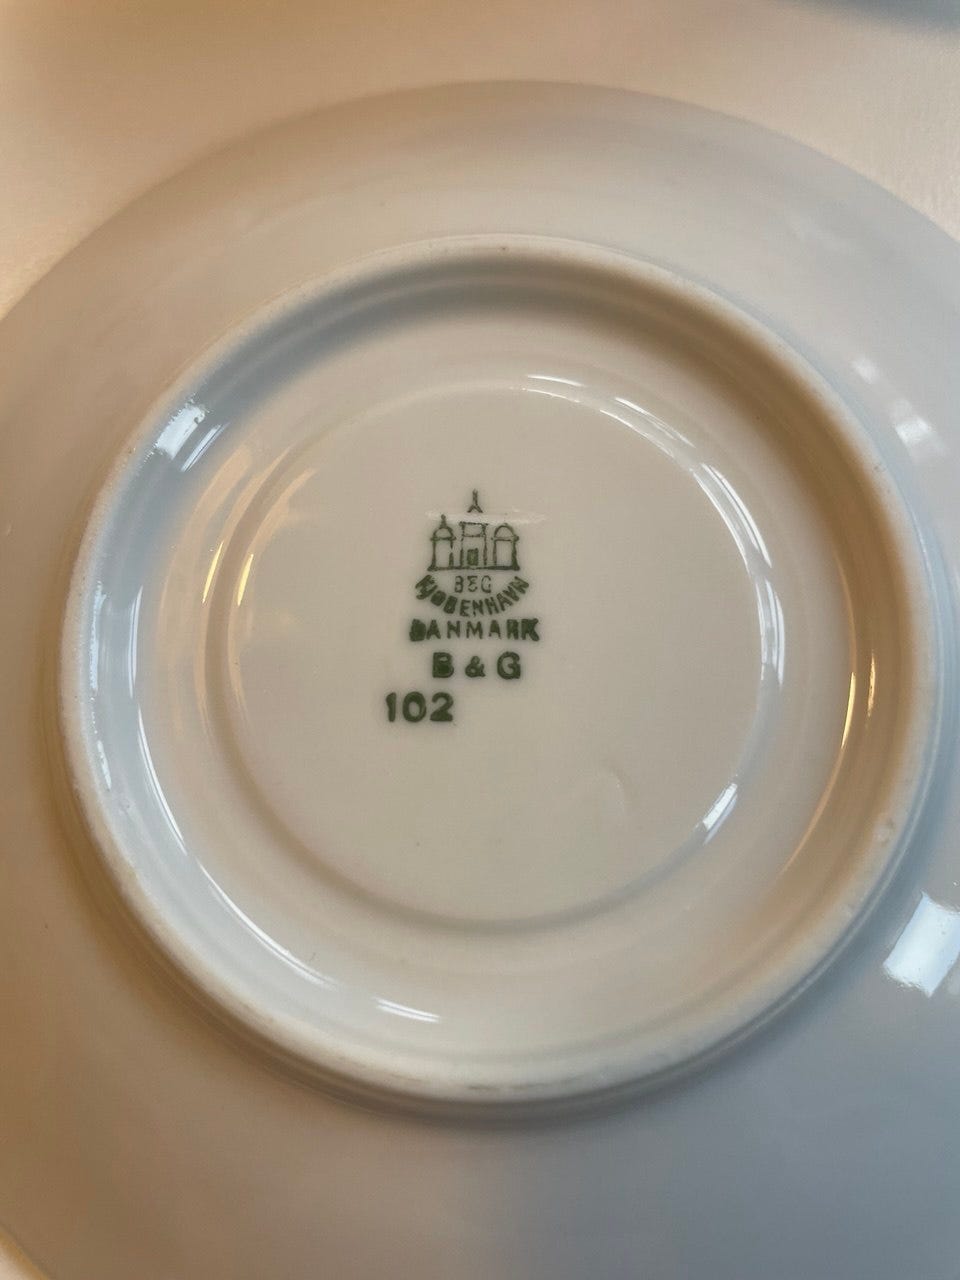 B&G
KJØBENHAVN
DANMARK
B & G
102